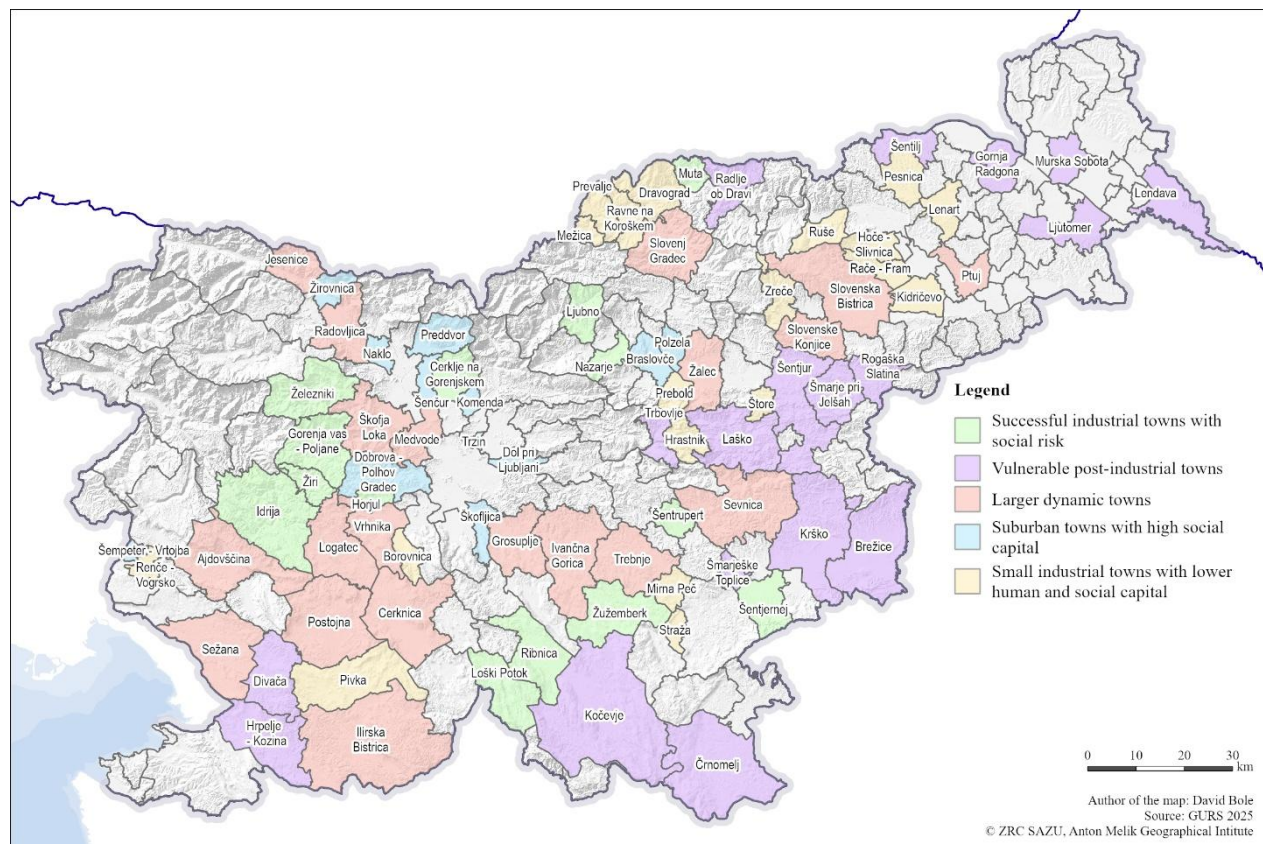 Jesenice
Žirovnica
Radovljica
Naklo
Preddvor
Cerklje na
Gorenjskem
Šenčur
Komenda
Trzin
Železniki
Škofja
Loka
Medvode
Gorenja vas
- Poljane
Dobrova -
Polhov
Gradec
Dol pri
Ljubljani
Žiri
Horjul
Idrija
Vrhnika
Škofljica
Šempeter - Vrtojba
Renče -
Vogrsko
Ajdovščina
Logatec
Borovnica
Grosuplje
Ivančna
Gorica
Trebnje
Šentrupert
Sevnica
Krško
Brežice
Šmarješke
Toplice
Mirna Peč
Šentjernej
Žužemberk
Straža
Postojna
Cerknica
Sežana
Divača
Pivka
Hrpelje
- Kozina
Ilirska
Bistrica
Loški Potok
Ribnica
Kočevje
Črnomelj
Prevalje
Dravograd
Muta
Radlje
ob Dravi
Ravne na
Koroškem
Mežica
Slovenj
Gradec
Ljubno
Nazarje
Polzela
Braslovče
Žalec
Prebold
Trbovlje
Hrastnik
Štore
Laško
Šentjur
Šmarje pri
Jelšah
Rogaška
Slatina
Slovenske
Konjice
Zreče
Slovenska
Bistrica
Ruše
Hoče -
Slivnica
Rače - Fram
Kidričevo
Ptuj
Lenart
Pesnica
Šentilj
Gornja
Radgona
Murska Sobota
Ljutomer
Lendava
Legend
Successful industrial towns with
social risk
Vulnerable post-industrial towns
Larger dynamic towns
Suburban towns with high social
capital
Small industrial towns with lower
human and social capital
0 10 20 30
km
Author of the map: David Bole
Source: GURS 2025
© ZRC SAZU, Anton Melik Geographical Intitute